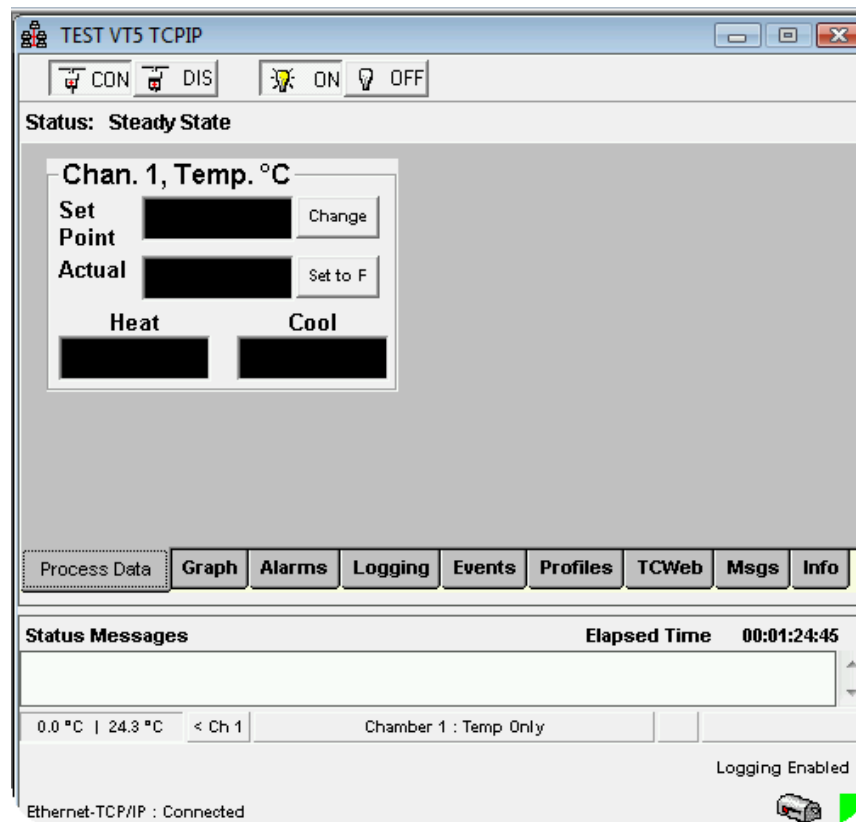 TEST VT5 TCPIP
CON DIS ON OFF
Status: Steady State
Chan. 1, Temp. °C
Set Point Change
Actual Set to F
Heat Cool
Process Data Graph Alarms Logging Events Profiles TCWeb Msgs Info
Status Messages Elapsed Time 00:01:24:45
0.0 °C | 24.3 °C < Ch 1 Chamber 1 : Temp Only
Logging Enabled
Ethernet-TCP/IP : Connected